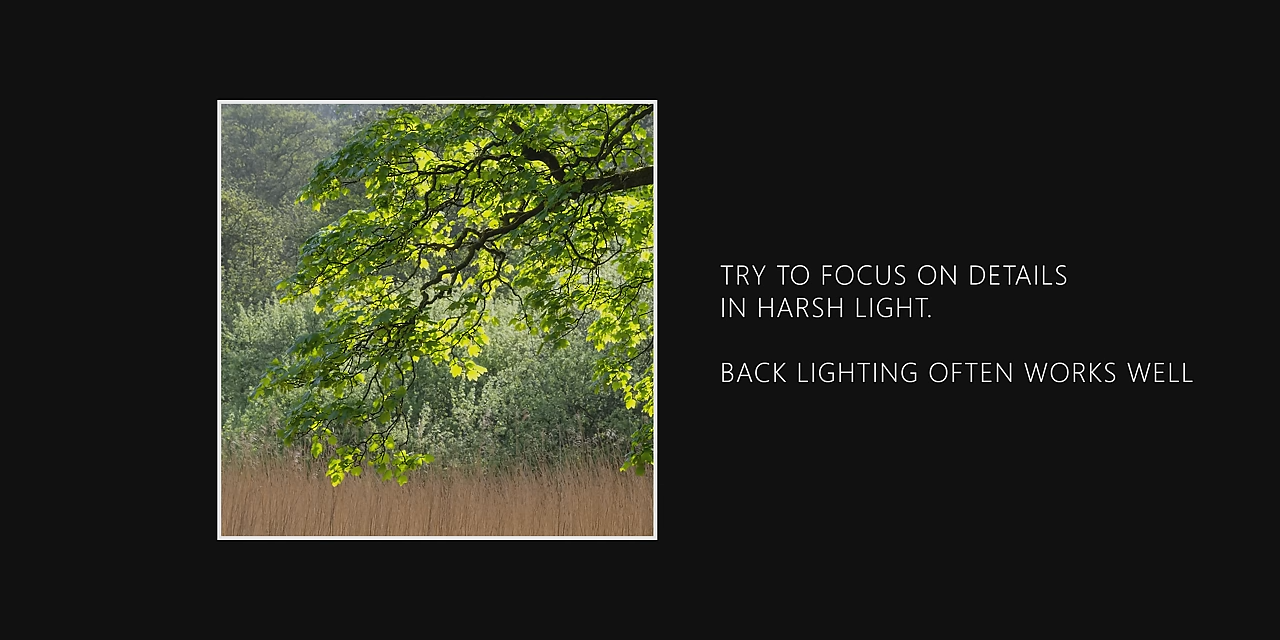 TRY TO FOCUS ON DETAILS
IN HARSH LIGHT.
BACK LIGHTING OFTEN WORKS WELL